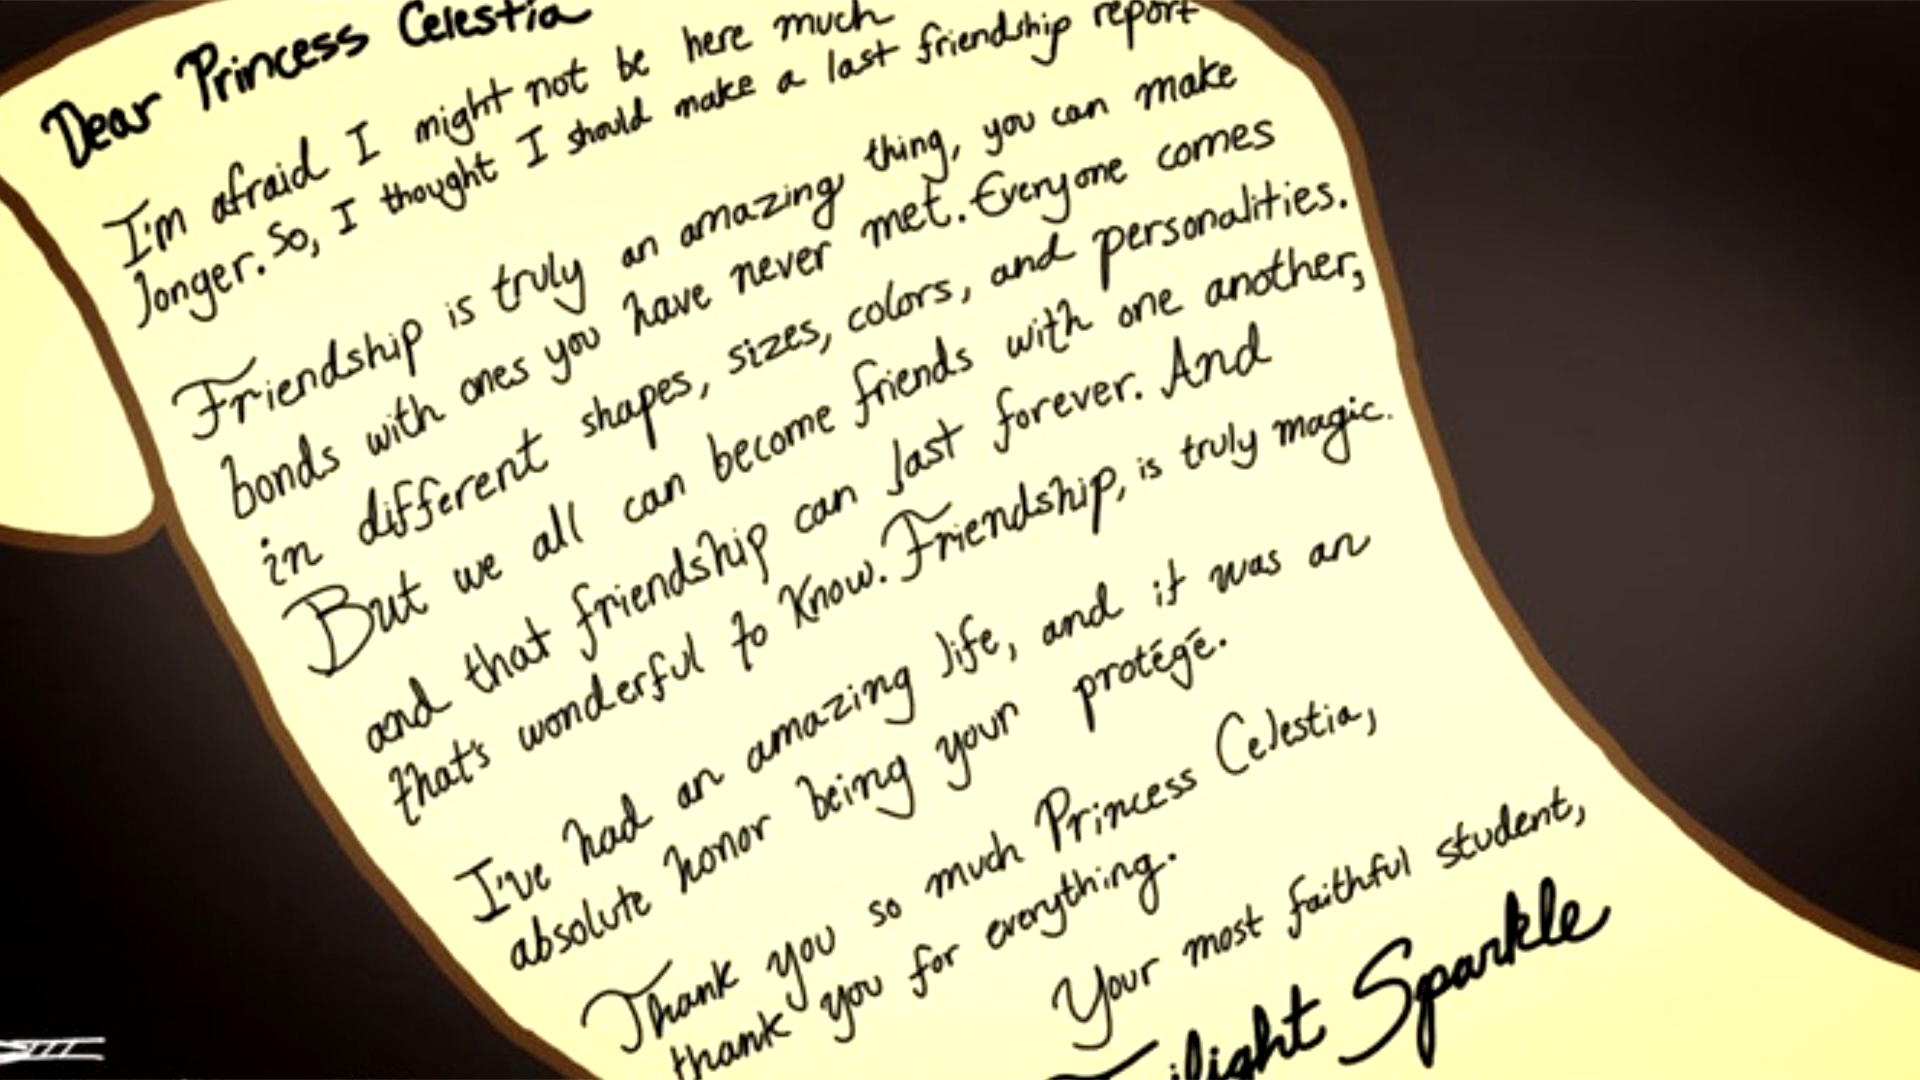 Dear Princess Celestia
I'm afraid I might not be here much
longer. So, I thought I should make a last friendship report
Friendship is truly an amazing thing, you can make
bonds with ones you have never met. Everyone comes
in different shapes, sizes, colors, and personalities.
But we all can become friends with one another,
and that friendship can last forever. And
that's wonderful to know. Friendship, is truly magic.
I've had an amazing life, and it was an
absolute honor being your protégé.
Thank you so much Princess Celestia,
thank you for everything.
Your most faithful student,
Twilight Sparkle